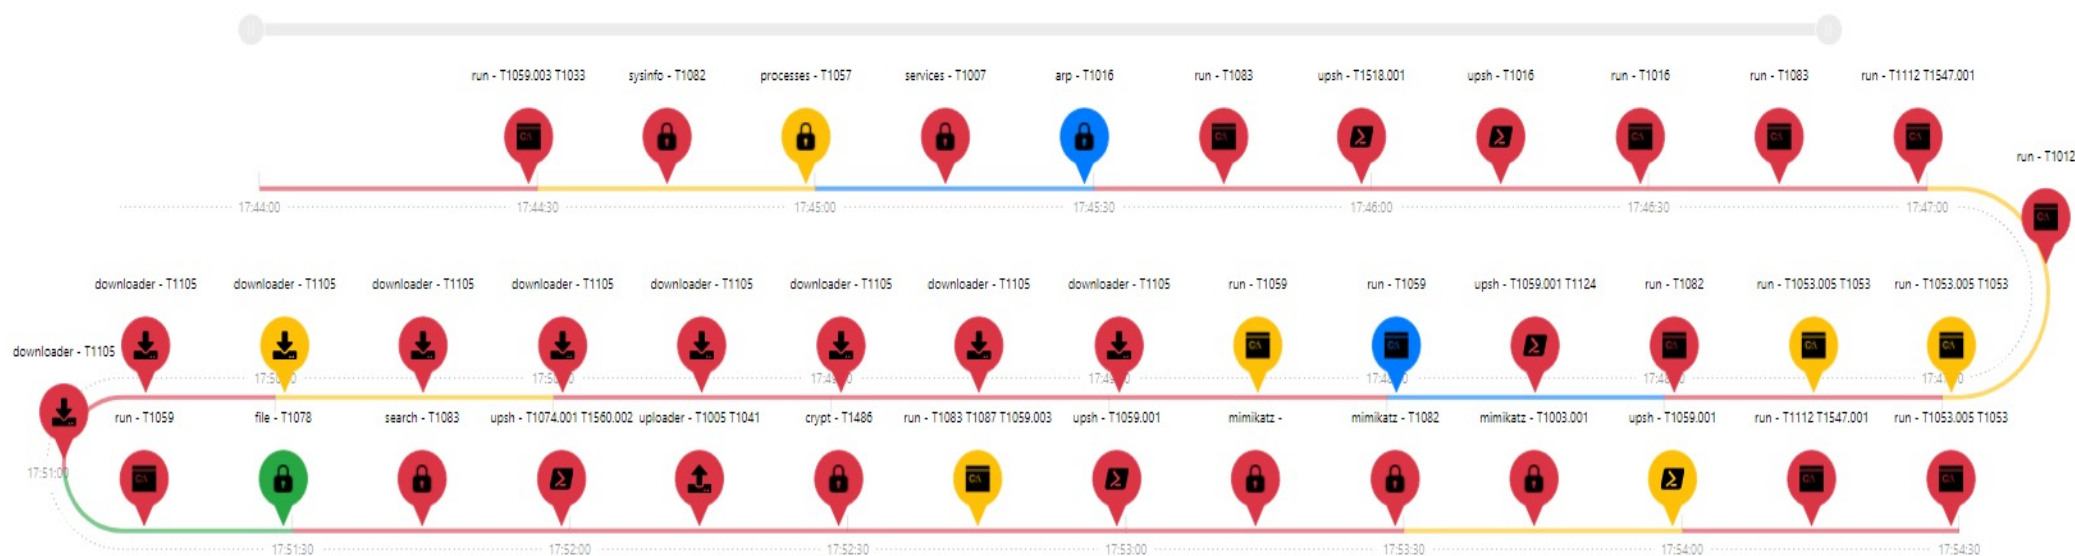 run - T1059.003 T1033
sysinfo - T1082
processes - T1057
services - T1007
arp - T1016
run - T1083
upsh - T1518.001
upsh - T1016
run - T1016
run - T1083
run - T1112 T1547.001
run - T1012
17:44:00
17:44:30
17:45:00
17:45:30
17:46:00
17:46:30
17:47:00
downloader - T1105
downloader - T1105
downloader - T1105
downloader - T1105
downloader - T1105
downloader - T1105
downloader - T1105
downloader - T1105
run - T1059
run - T1059
upsh - T1059.001 T1124
run - T1082
run - T1053.005 T1053
run - T1053.005 T1053
downloader - T1105
run - T1059
file - T1078
search - T1083
upsh - T1074.001 T1560.002
uploader - T1005 T1041
crypt - T1486
run - T1083 T1087 T1059.003
upsh - T1059.001
mimikatz -
mimikatz - T1082
mimikatz - T1003.001
upsh - T1059.001
run - T1112 T1547.001
run - T1053.005 T1053
17:51:00
17:51:30
17:52:00
17:52:30
17:53:00
17:53:30
17:54:00
17:54:30